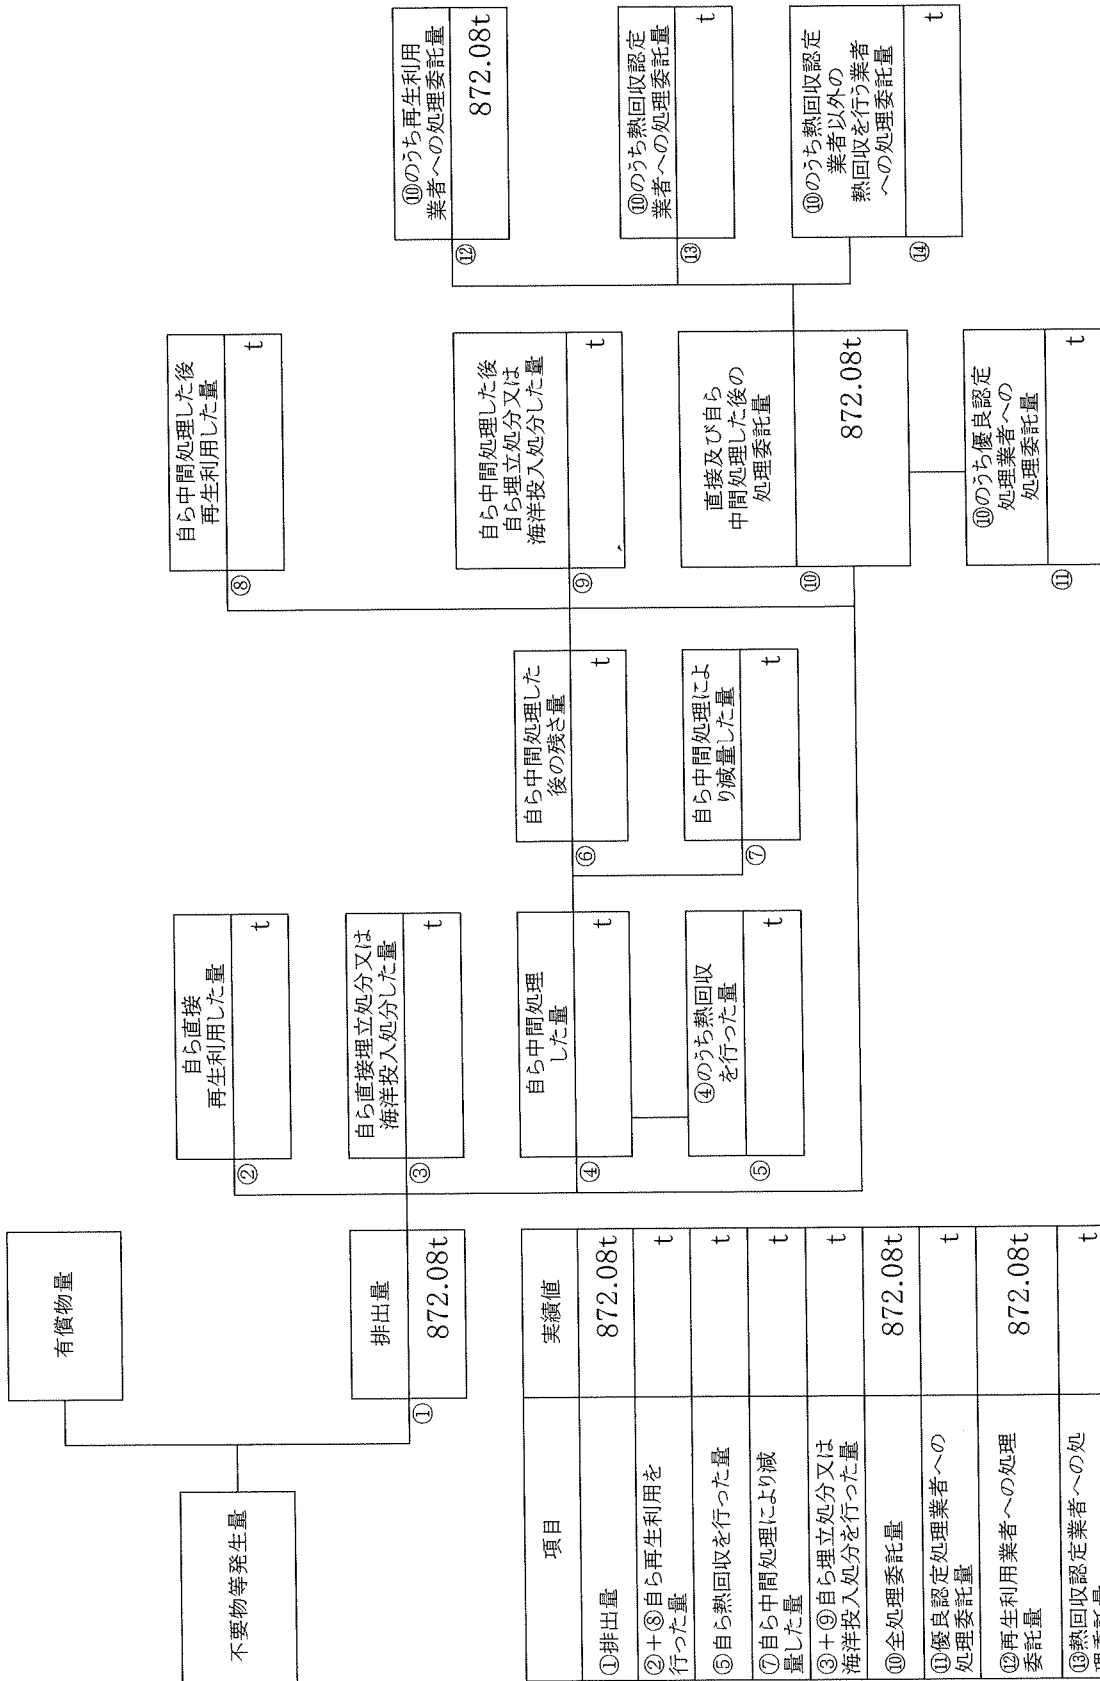 不要物等発生量
有償物量
排出量
①
872.08t
自ら直接
再生利用した量
②
t
自ら直接埋立処分又は
海洋投入処分した量
③
t
自ら中間処理
した量
④
t
④のうち熱回収
を行った量
⑤
t
自ら中間処理した
後の残さ量
⑥
t
自ら中間処理によ
り減量した量
⑦
t
自ら中間処理した後
再生利用した量
⑧
t
自ら中間処理した後
自ら埋立処分又は
海洋投入処分した量
⑨
t
直接及び自ら
中間処理した後の
処理委託量
⑩
872.08t
⑩のうち優良認定
処理業者への
処理委託量
⑪
t
⑩のうち再生利用
業者への処理委託量
⑫
872.08t
⑩のうち熱回収認定
業者への処理委託量
⑬
t
⑩のうち熱回収認定
業者以外の
熱回収を行う業者
への処理委託量
⑭
t
項目 実績値
①排出量 872.08t
②+⑧自ら再生利用を
行った量 t
⑤自ら熱回収を行った量 t
⑦自ら中間処理により減
量した量 t
③+⑨自ら埋立処分又は
海洋投入処分を行った量 t
⑩全処理委託量 872.08t
⑪優良認定処理業者への
処理委託量 t
⑫再生利用業者への処理
委託量 872.08t
⑬熱回収認定業者への処 t